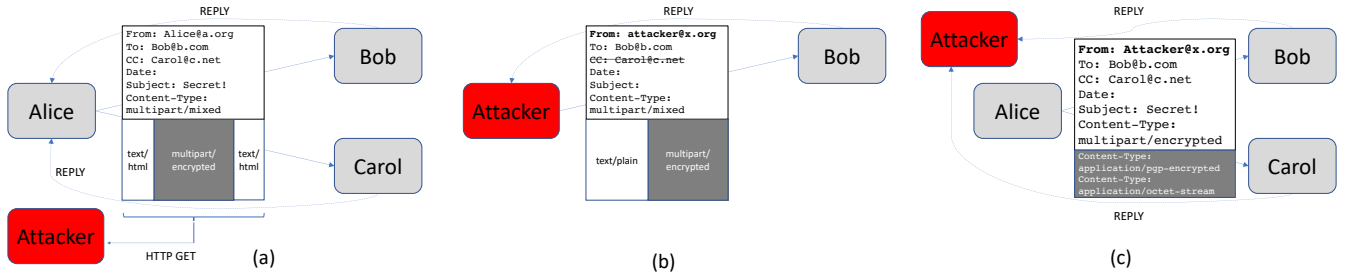 REPLY
From: Alice@a.org
To: Bob@b.com
CC: Carol@c.net
Date:
Subject: Secret!
Content-Type:
multipart/mixed
Bob
Alice
text/
html
multipart/
encrypted
text/
html
Carol
REPLY
Attacker
HTTP GET
(a)
REPLY
From: attacker@x.org
To: Bob@b.com
CC: Carol@c.net
Date:
Subject:
Content-Type:
multipart/mixed
Bob
Attacker
text/plain
multipart/
encrypted
(b)
REPLY
Attacker
From: Attacker@x.org
To: Bob@b.com
CC: Carol@c.net
Date:
Subject: Secret!
Content-Type:
multipart/encrypted
Bob
Alice
Content-Type:
application/pgp-encrypted
Content-Type:
application/octet-stream
Carol
REPLY
(c)